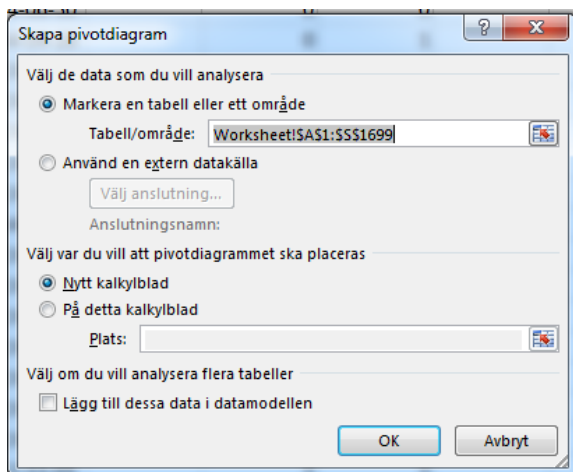 Skapa pivotdiagram
Välj de data som du vill analysera
Markera en tabell eller ett område
Tabell/område: Worksheet!$A$1:$S$1699
Använd en extern datakälla
Välj anslutning...
Anslutningsnamn:
Välj var du vill att pivotdiagrammet ska placeras
Nytt kalkylblad
På detta kalkylblad
Plats:
Välj om du vill analysera flera tabeller
Lägg till dessa data i datamodellen
OK Avbryt